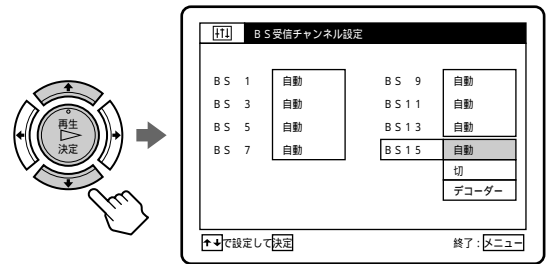 BS受信チャンネル設定
BS 1 自動 BS 9 自動
BS 3 自動 BS11 自動
BS 5 自動 BS13 自動
BS 7 自動 BS15 自動
切
デコーダー
再生
決定
で設定して決定 終了：メニュー